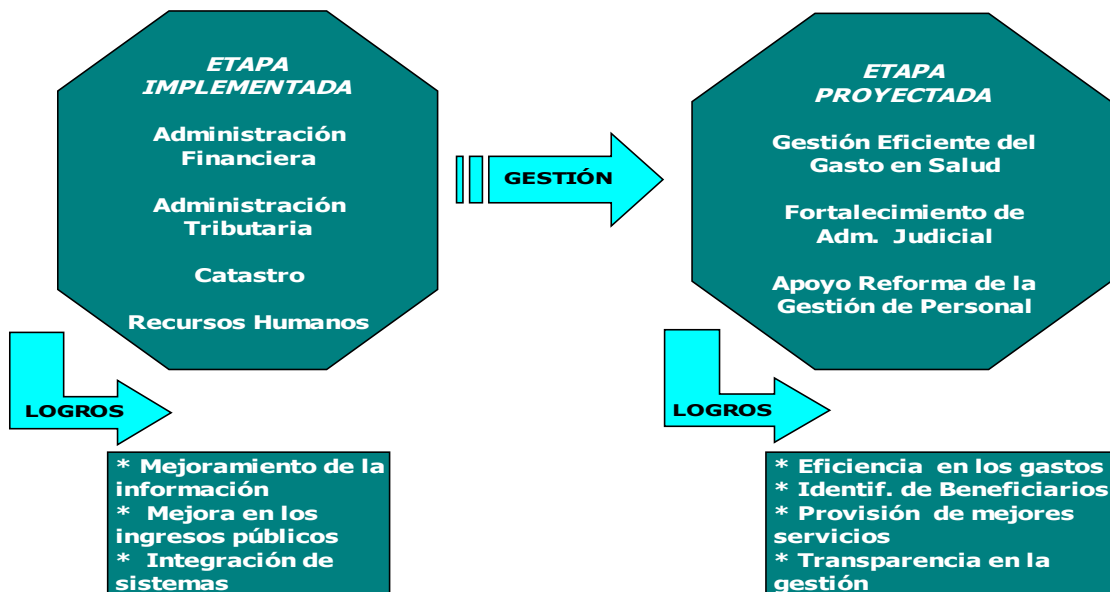 ETAPA
IMPLEMENTADA
Administración
Financiera
Administración
Tributaria
Catastro
Recursos Humanos
GESTIÓN
ETAPA
PROYECTADA
Gestión Eficiente del
Gasto en Salud
Fortalecimiento de
Adm. Judicial
Apoyo Reforma de la
Gestión de Personal
LOGROS
* Mejoramiento de la
información
* Mejora en los
ingresos públicos
* Integración de
sistemas
LOGROS
* Eficiencia en los gastos
* Identif. de Beneficiarios
* Provisión de mejores
servicios
* Transparencia en la
gestión